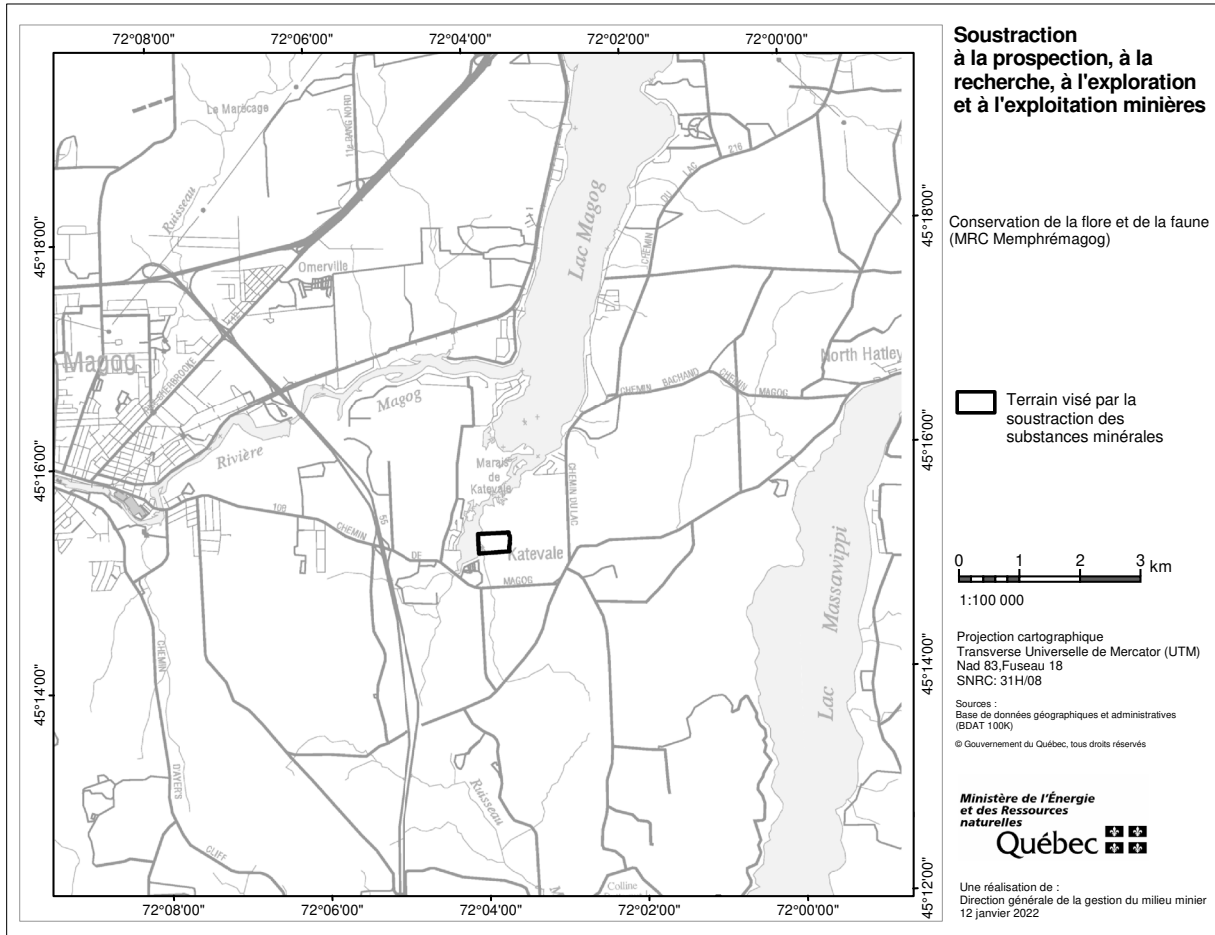 72°08'00" 72°06'00" 72°04'00" 72°02'00" 72°00'00"
Soustraction
à la prospection, à la
recherche, à l'exploration
et à l'exploitation minières
Conservation de la flore et de la faune
(MRC Memphrémagog)
Terrain visé par la
soustraction des
substances minérales
0 1 2 3 km
1:100 000
Projection cartographique
Transverse Universelle de Mercator (UTM)
Nad 83,Fuseau 18
SNRC: 31H/08
Sources :
Base de données géographiques et administratives
(BDAT 100K)
© Gouvernement du Québec, tous droits réservés
Ministère de l'Énergie
et des Ressources
naturelles
Québec
Une réalisation de :
Direction générale de la gestion du milieu minier
12 janvier 2022
45°18'00"
45°16'00"
45°14'00"
45°18'00"
45°16'00"
45°14'00"
45°12'00"
Le Marécage
11e RANG NORD
Ruisseau
Omerville
Lac Magog
CHEMIN DU LAC 216
Magog
SHERBROOKE
112
North Hatley
CHEMIN BACHAND
CHEMIN MAGOG
Magog
Rivière
Marais
de
Katevale
CHEMIN DU LAC
108 CHEMIN DE MAGOG
55
Katevale
Lac Massawippi
CHEMIN
D'AYER'S
CLIFF
Ruisseau
Colline
72°08'00" 72°06'00" 72°04'00" 72°02'00" 72°00'00"